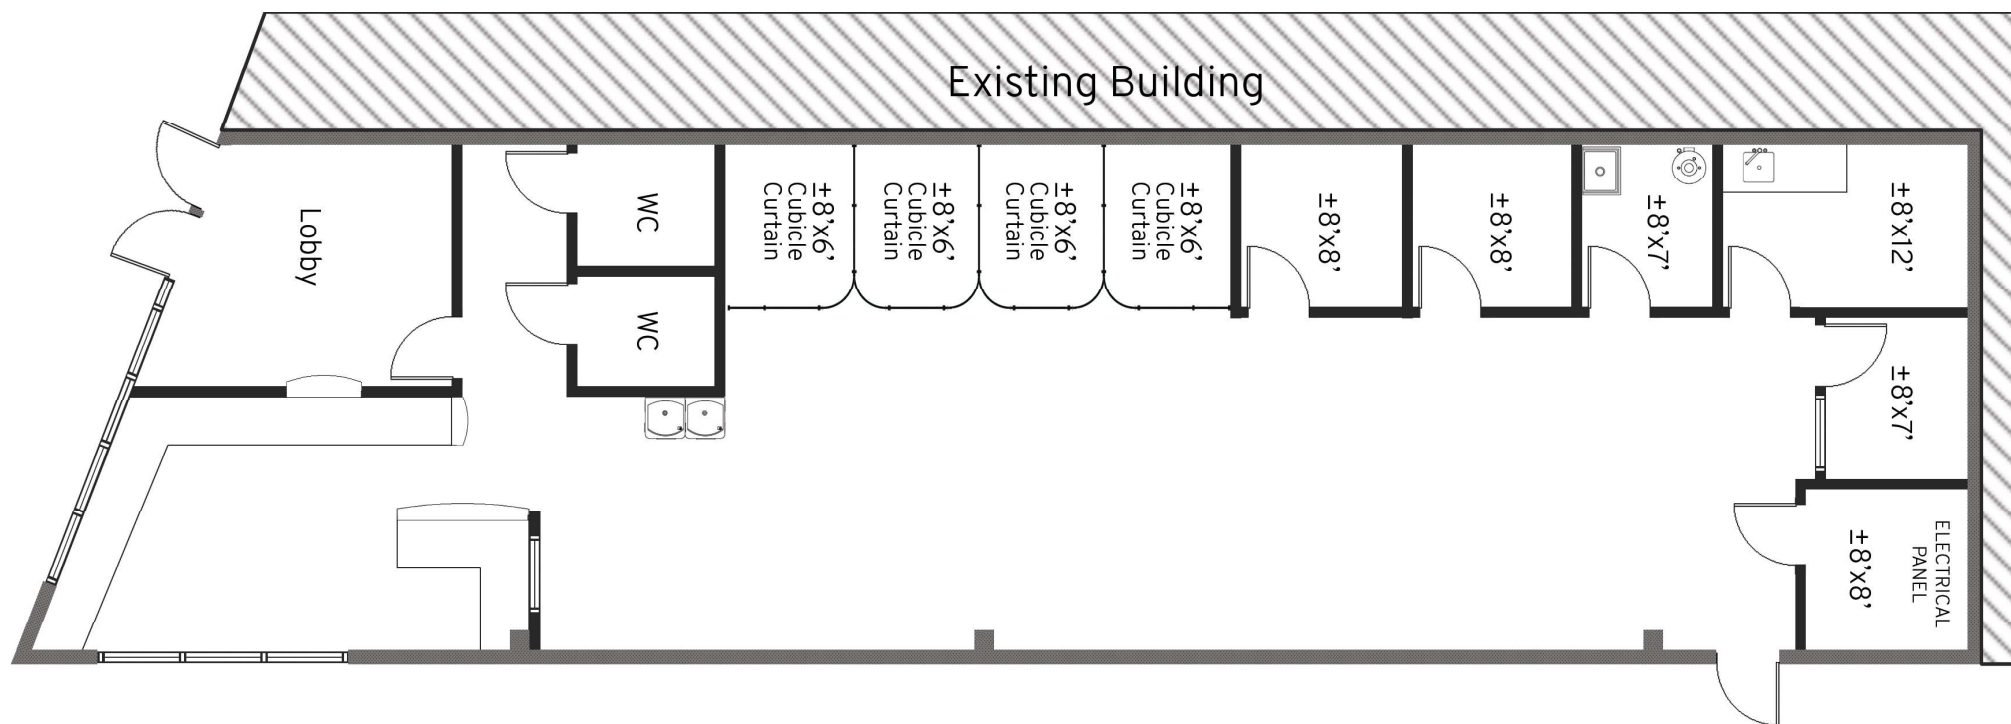 Existing Building
Lobby
WC
WC
±8'x6'
Cubicle
Curtain
±8'x6'
Cubicle
Curtain
±8'x6'
Cubicle
Curtain
±8'x6'
Cubicle
Curtain
±8'x8'
±8'x8'
±8'x7'
±8'x12'
±8'x7'
ELECTRICAL
PANEL
±8'x8'